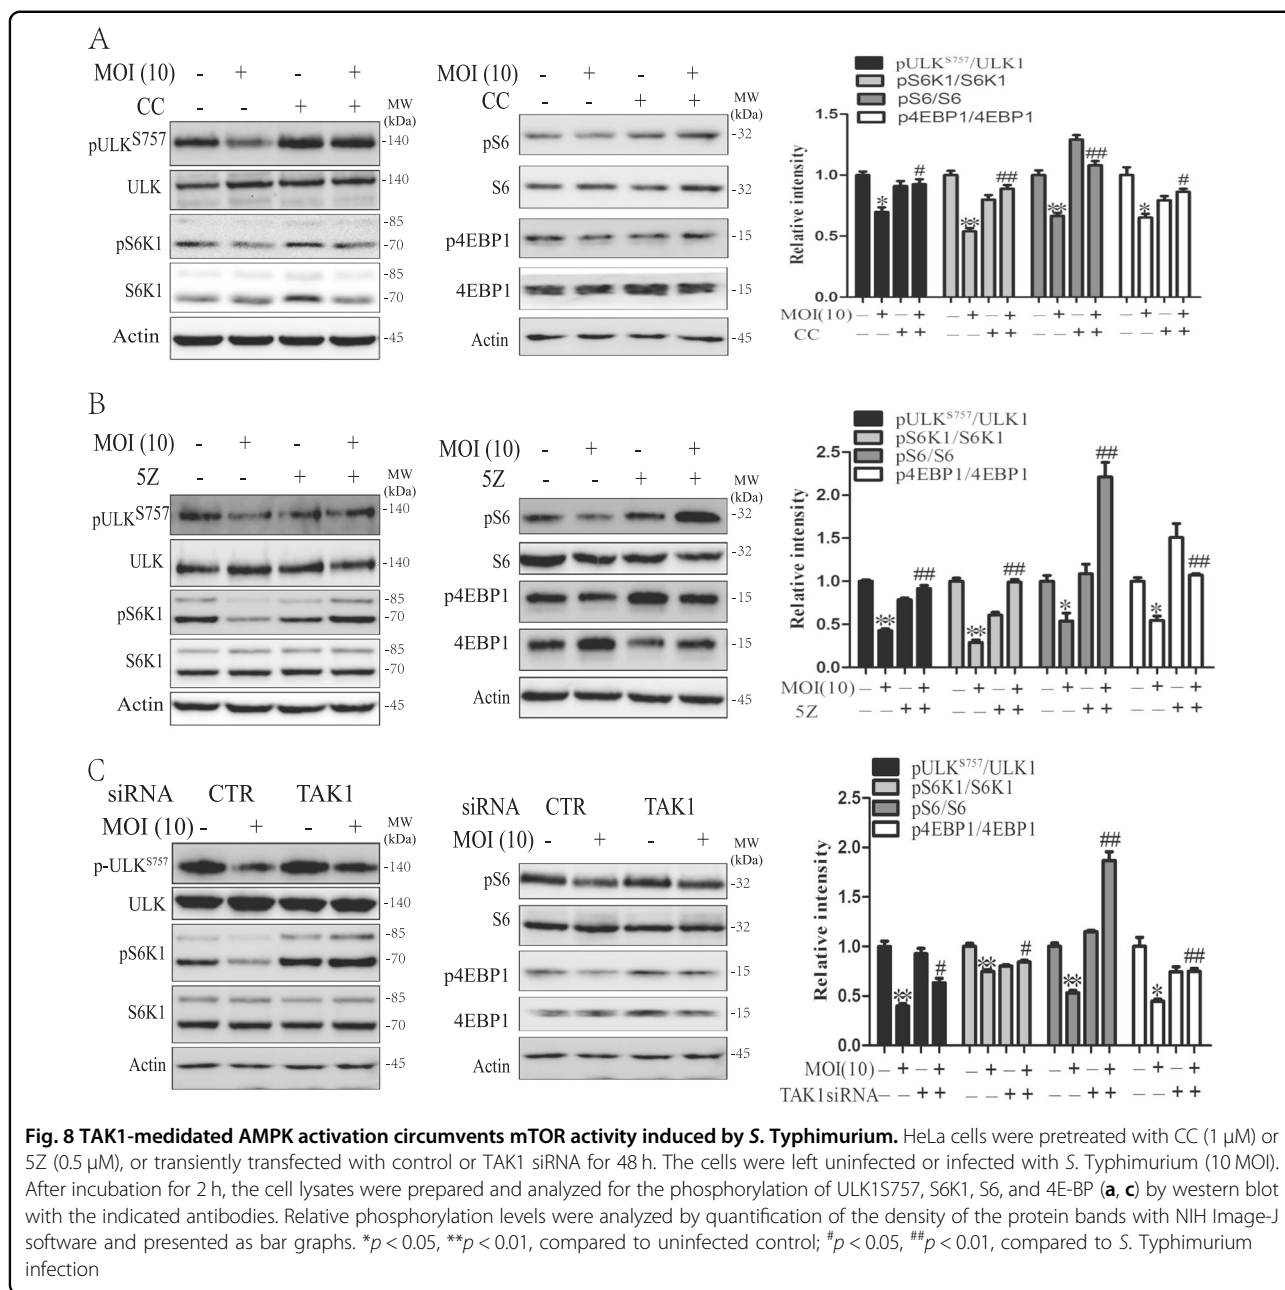 A
MOI (10) - + - +
CC - - + +
MW
(kDa)
pULKS757 -140
ULK -140
pS6K1 -85
-70
S6K1 -85
-70
Actin -45
MOI (10) - + - +
CC - - + +
MW
(kDa)
pS6 -32
S6 -32
p4EBP1 -15
4EBP1 -15
Actin -45
pULKS757/ULK1
pS6K1/S6K1
pS6/S6
p4EBP1/4EBP1
Relative intensity
1.5
1.0
0.5
0.0
* # ** ## ** ## * #
MOI(10) - + - + - + - + - + - + - + - +
CC - - + + - - + + - - + + - - + +
B
MOI (10) - + - +
5Z - - + +
MW
(kDa)
pULKS757 -140
ULK -140
pS6K1 -85
-70
S6K1 -85
-70
Actin -45
MOI (10) - + - +
5Z - - + +
MW
(kDa)
pS6 -32
S6 -32
p4EBP1 -15
4EBP1 -15
Actin -45
pULKS757/ULK1
pS6K1/S6K1
pS6/S6
p4EBP1/4EBP1
Relative intensity
2.5
2.0
1.5
1.0
0.5
0.0
** ## ** ## * ## * ##
MOI(10) - + - + - + - + - + - + - + - +
5Z - - + + - - + + - - + + - - + +
C
siRNA CTR TAK1
MOI (10) - + - +
MW
(kDa)
p-ULKS757 -140
ULK -140
pS6K1 -85
-70
S6K1 -85
-70
Actin -45
siRNA CTR TAK1
MOI (10) - + - +
MW
(kDa)
pS6 -32
S6 -32
p4EBP1 -15
4EBP1 -15
Actin -45
pULKS757/ULK1
pS6K1/S6K1
pS6/S6
p4EBP1/4EBP1
Relative intensity
2.5
2.0
1.5
1.0
0.5
0.0
** # ** # ** ## * ##
MOI(10) - + - + - + - + - + - + - + - +
TAK1siRNA - - + + - - + + - - + + - - + +
Fig. 8 TAK1-medidated AMPK activation circumvents mTOR activity induced by S. Typhimurium. HeLa cells were pretreated with CC (1 μM) or
5Z (0.5 μM), or transiently transfected with control or TAK1 siRNA for 48 h. The cells were left uninfected or infected with S. Typhimurium (10 MOI).
After incubation for 2 h, the cell lysates were prepared and analyzed for the phosphorylation of ULK1S757, S6K1, S6, and 4E-BP (a, c) by western blot
with the indicated antibodies. Relative phosphorylation levels were analyzed by quantification of the density of the protein bands with NIH Image-J
software and presented as bar graphs. *p < 0.05, **p < 0.01, compared to uninfected control; #p < 0.05, ##p < 0.01, compared to S. Typhimurium
infection